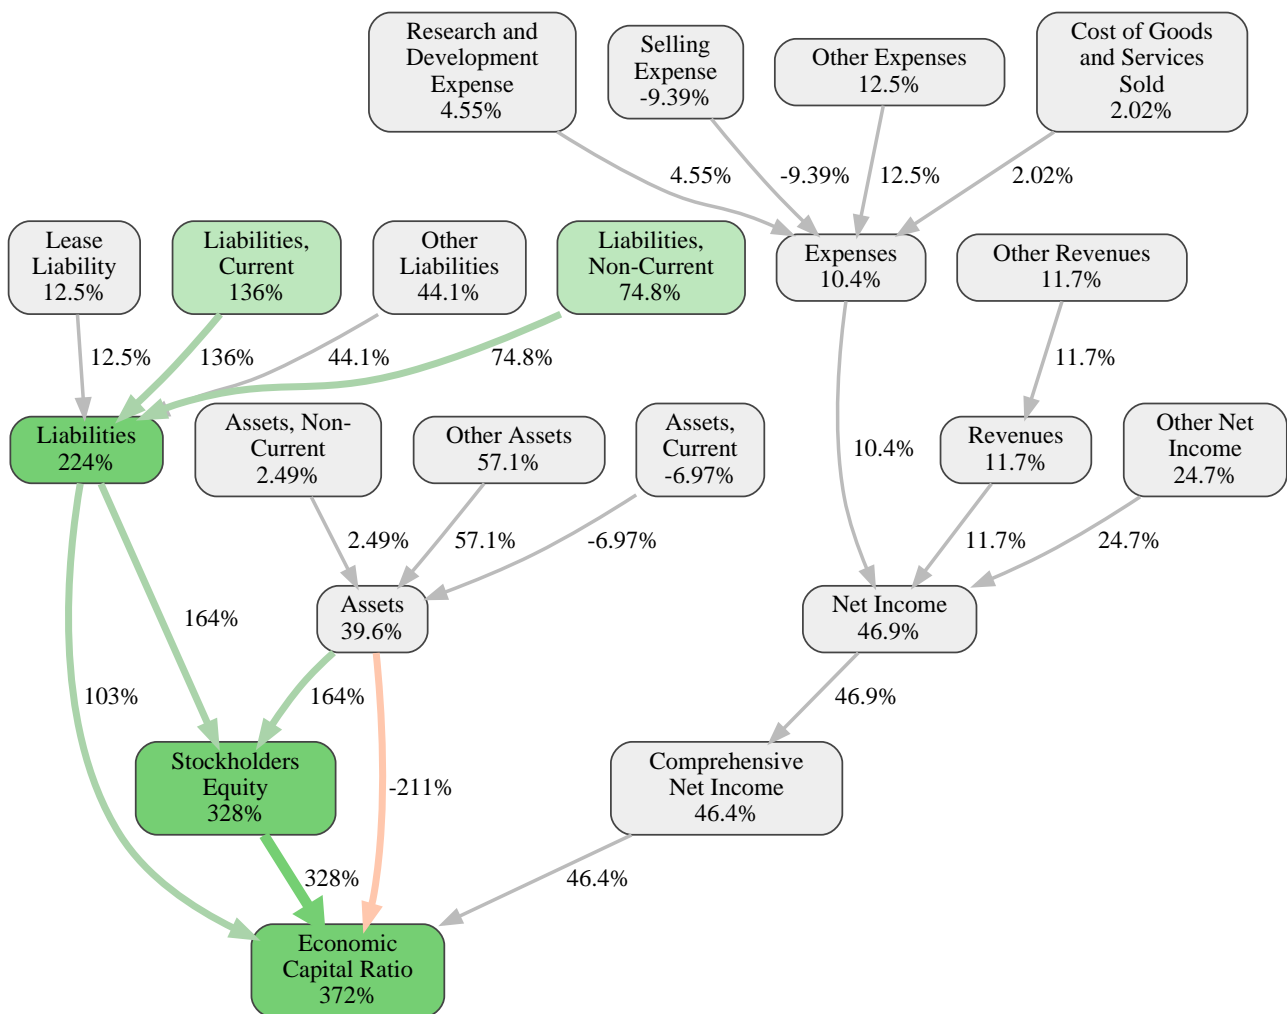 Research and
Development
Expense
4.55%
Selling
Expense
-9.39%
Other Expenses
12.5%
Cost of Goods
and Services
Sold
2.02%
4.55%
-9.39%
12.5%
2.02%
Lease
Liability
12.5%
Liabilities,
Current
136%
Other
Liabilities
44.1%
Liabilities,
Non-Current
74.8%
Expenses
10.4%
Other Revenues
11.7%
12.5%
136%
44.1%
74.8%
11.7%
Liabilities
224%
Assets, Non-
Current
2.49%
Other Assets
57.1%
Assets,
Current
-6.97%
10.4%
Revenues
11.7%
Other Net
Income
24.7%
2.49%
57.1%
-6.97%
11.7%
24.7%
164%
Assets
39.6%
Net Income
46.9%
103%
164%
46.9%
Stockholders
Equity
328%
-211%
Comprehensive
Net Income
46.4%
328%
46.4%
Economic
Capital Ratio
372%